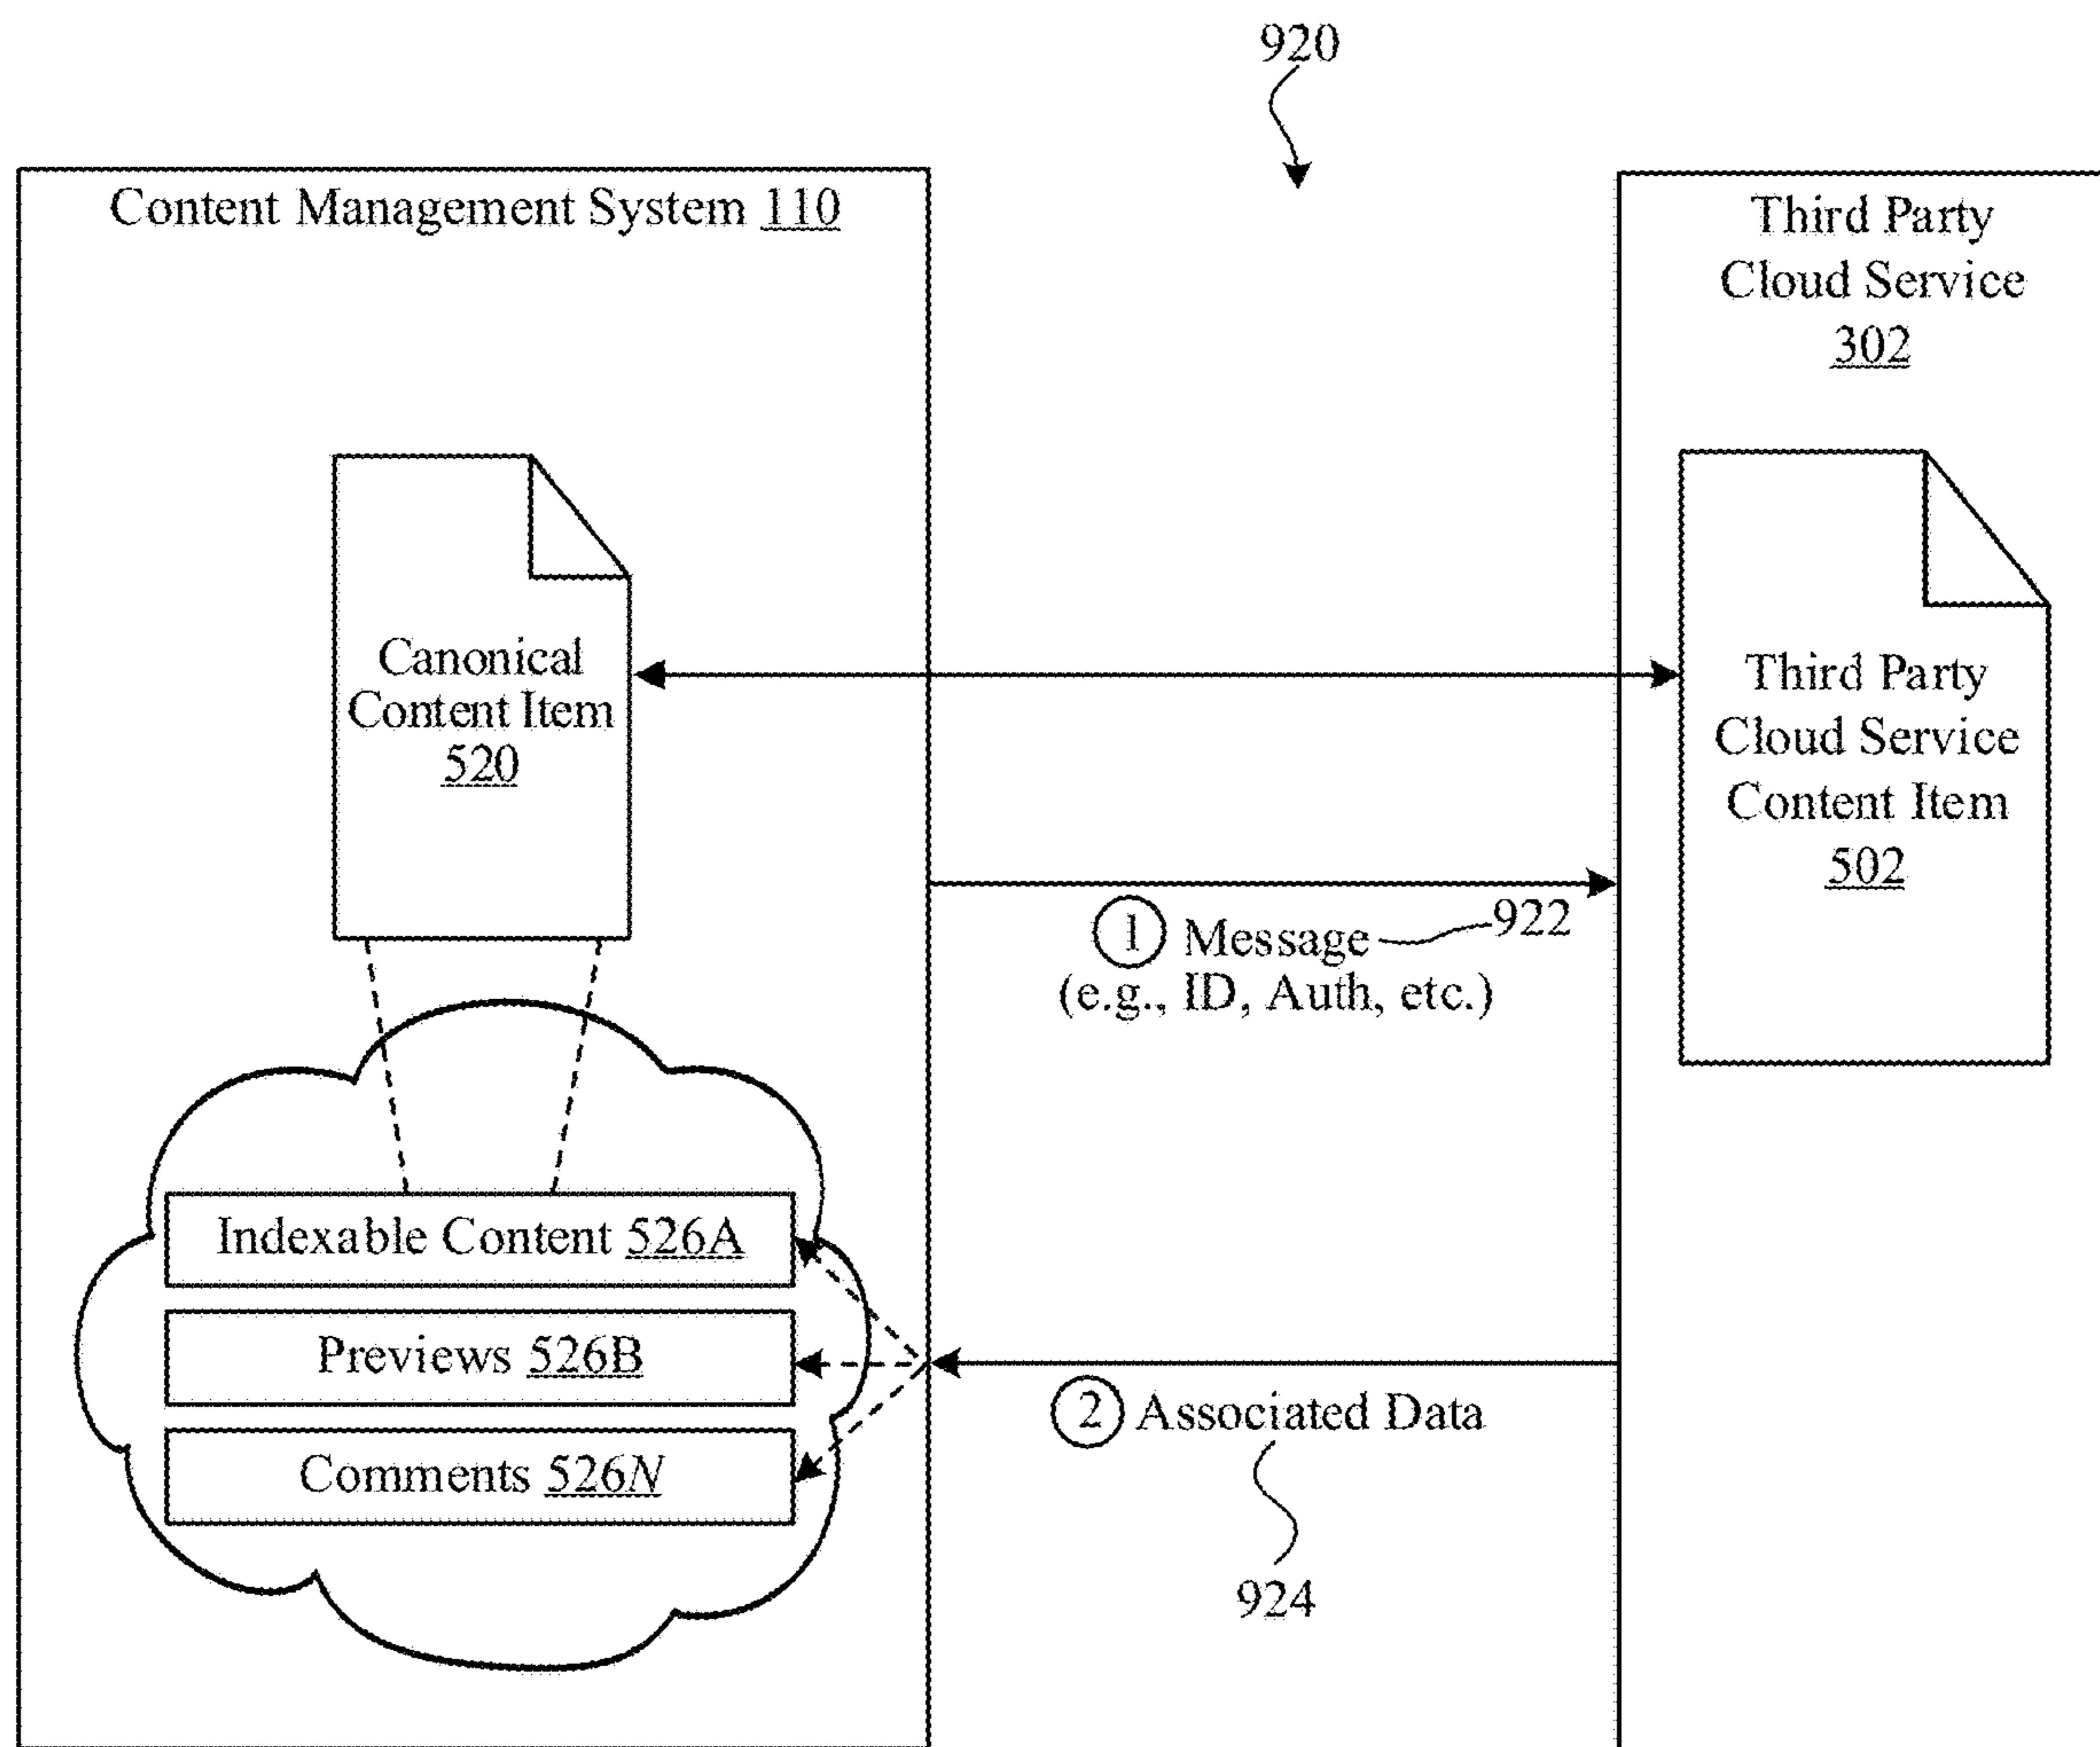 920
Content Management System 110
Third Party
Cloud Service
302
Canonical
Content Item
520
Third Party
Cloud Service
Content Item
502
1 Message
922
(e.g., ID, Auth, etc.)
Indexable Content 526A
Previews 526B
Comments 526N
2 Associated Data
924